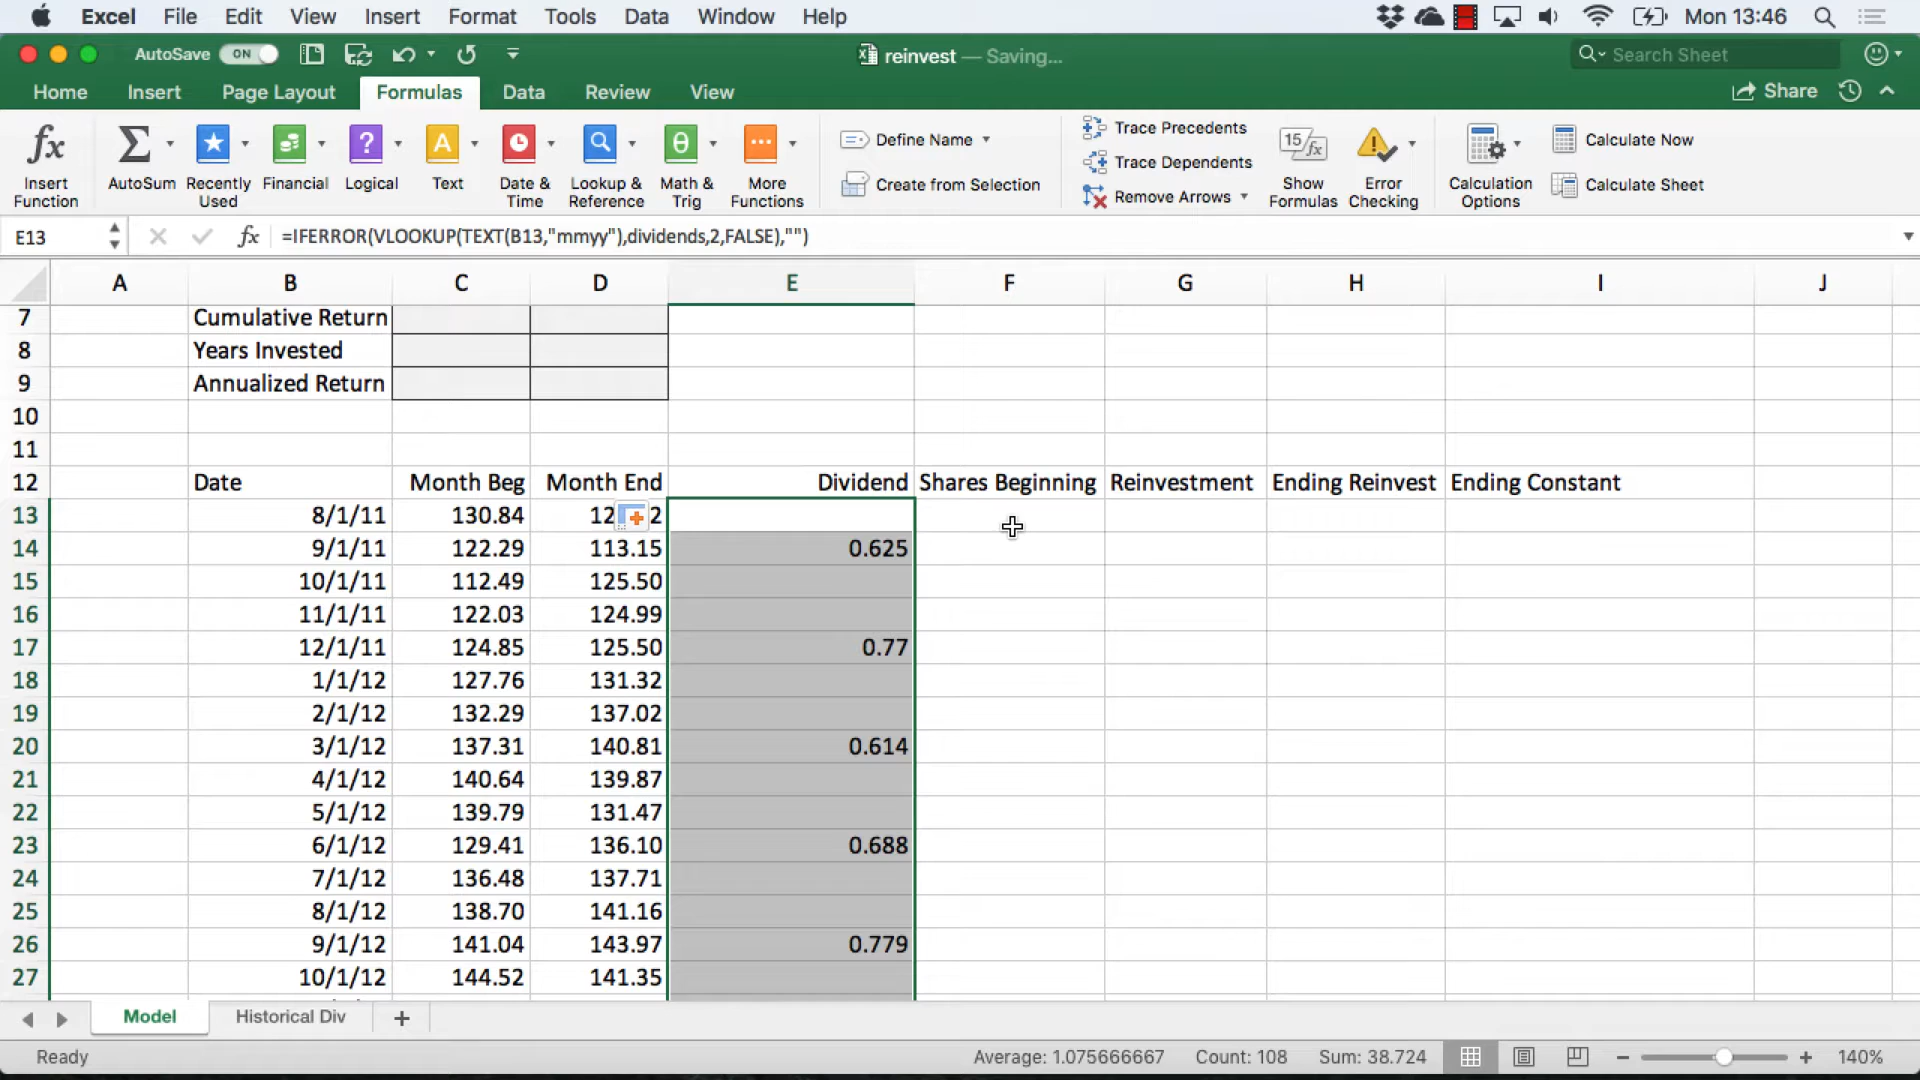 Excel File Edit View Insert Format Tools Data Window Help Mon 13:46
AutoSave ON reinvest — Saving... Search Sheet
Home Insert Page Layout Formulas Data Review View Share
fx Insert Function
AutoSum
Recently Used
Financial
Logical
Text
Date & Time
Lookup & Reference
Math & Trig
More Functions
Define Name
Create from Selection
Trace Precedents
Trace Dependents
Remove Arrows
15 fx Show Formulas
Error Checking
Calculation Options
Calculate Now
Calculate Sheet
E13 fx =IFERROR(VLOOKUP(TEXT(B13,"mmyy"),dividends,2,FALSE),"")
A B C D E F G H I J
7 Cumulative Return
8 Years Invested
9 Annualized Return
10
11
12 Date Month Beg Month End Dividend Shares Beginning Reinvestment Ending Reinvest Ending Constant
13 8/1/11 130.84
14 9/1/11 122.29 113.15 0.625
15 10/1/11 112.49 125.50
16 11/1/11 122.03 124.99
17 12/1/11 124.85 125.50 0.77
18 1/1/12 127.76 131.32
19 2/1/12 132.29 137.02
20 3/1/12 137.31 140.81 0.614
21 4/1/12 140.64 139.87
22 5/1/12 139.79 131.47
23 6/1/12 129.41 136.10 0.688
24 7/1/12 136.48 137.71
25 8/1/12 138.70 141.16
26 9/1/12 141.04 143.97 0.779
27 10/1/12 144.52 141.35
Model Historical Div
Ready Average: 1.075666667 Count: 108 Sum: 38.724 140%